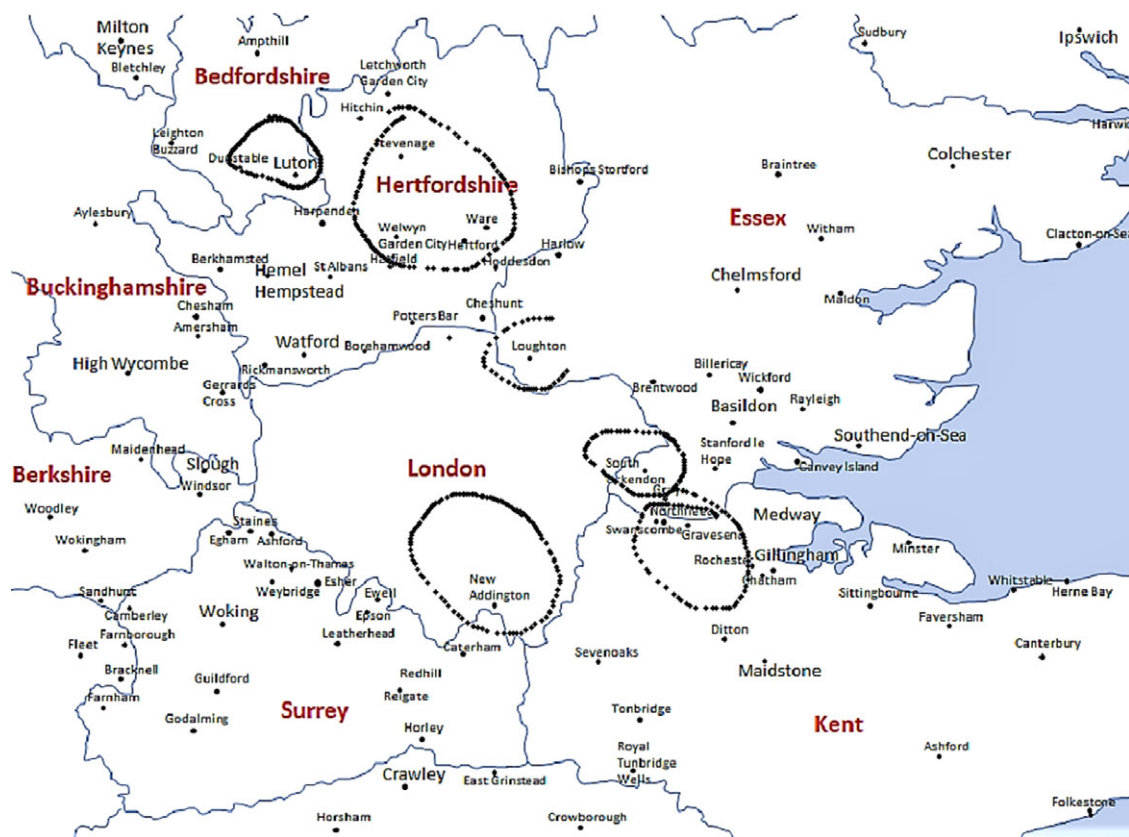 Milton
Keynes
Bletchley
Ampthill
Bedfordshire
Letchworth
Garden City
Hitchin
Sudbury
Ipswich
Harwic
Leighton
Buzzard
Dunstable
Luton
Stevenage
Hertfordshire
Bishops Stortford
Braintree
Colchester
Aylesbury
Harpenden
Welwyn
Garden City
Ware
Hertford
Essex
Witham
Clacton-on-Sea
Berkhamsted
Hemel
Hempstead
St Albans
Hatfield
Hoddesdon
Harlow
Chelmsford
Maldon
Buckinghamshire
Chesham
Amersham
Cheshunt
Potters Bar
High Wycombe
Watford
Rickmansworth
Borehamwood
Loughton
Gerrards
Cross
Brentwood
Billericay
Wickford
Basildon
Rayleigh
Maidenhead
Slough
Windsor
London
South
Stanford le
Hope
Southend-on-Sea
Canvey Island
Berkshire
Woodley
Wokingham
Staines
Egham
Ashford
Swanscombe
Northfleet
Gravesend
Medway
Rochester
Gillingham
Chatham
Minster
Walton-on-Thamas
Weybridge
Esher
Ewell
Epson
New
Addington
Sittingbourne
Whitstable
Herne Bay
Faversham
Canterbury
Sandhurst
Camberley
Farnborough
Fleet
Woking
Leatherhead
Caterham
Sevenoaks
Ditton
Maidstone
Bracknell
Farnham
Guildford
Godalming
Redhill
Reigate
Surrey
Horley
Tonbridge
Kent
Royal
Tunbridge
Wells
Ashford
Crawley
East Grinstead
Horsham
Crowborough
Folkestone